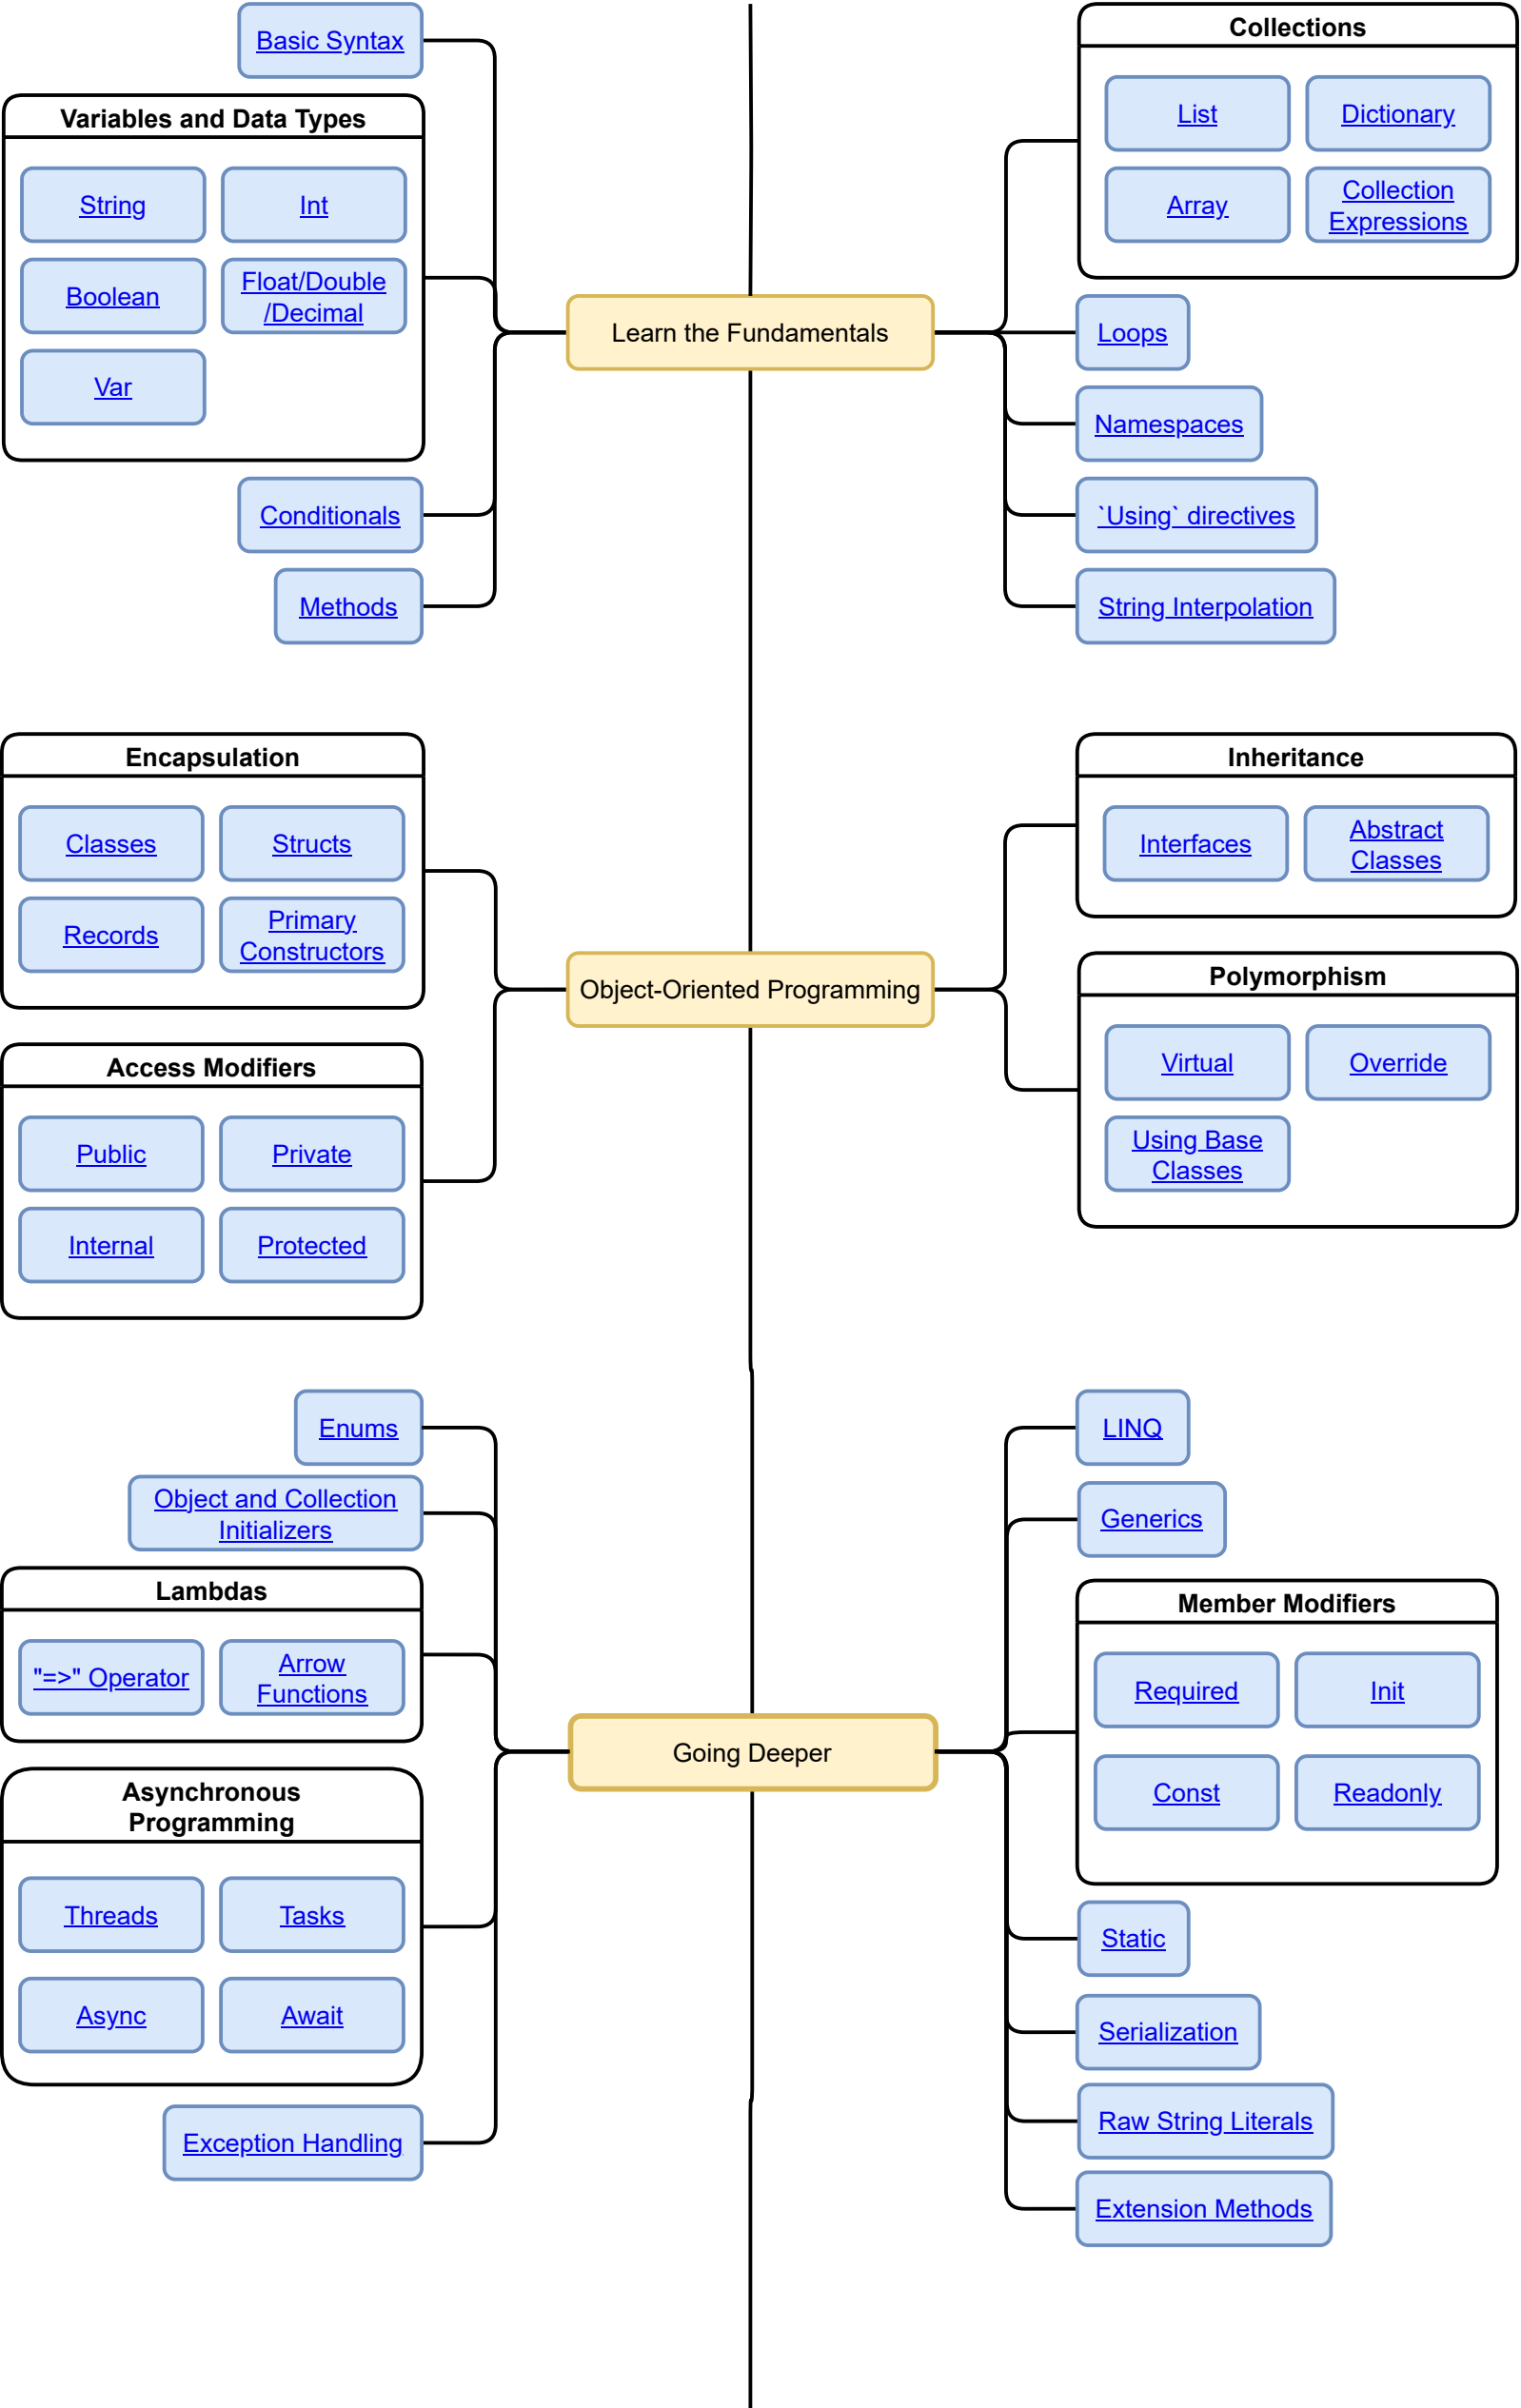 Basic Syntax
Variables and Data Types
String
Int
Boolean
Float/Double
/Decimal
Var
Conditionals
Methods
Learn the Fundamentals
Collections
List
Dictionary
Array
Collection
Expressions
Loops
Namespaces
`Using` directives
String Interpolation
Encapsulation
Classes
Structs
Records
Primary
Constructors
Access Modifiers
Public
Private
Internal
Protected
Object-Oriented Programming
Inheritance
Interfaces
Abstract
Classes
Polymorphism
Virtual
Override
Using Base
Classes
Enums
Object and Collection
Initializers
Lambdas
"=>" Operator
Arrow
Functions
Asynchronous
Programming
Threads
Tasks
Async
Await
Exception Handling
Going Deeper
LINQ
Generics
Member Modifiers
Required
Init
Const
Readonly
Static
Serialization
Raw String Literals
Extension Methods